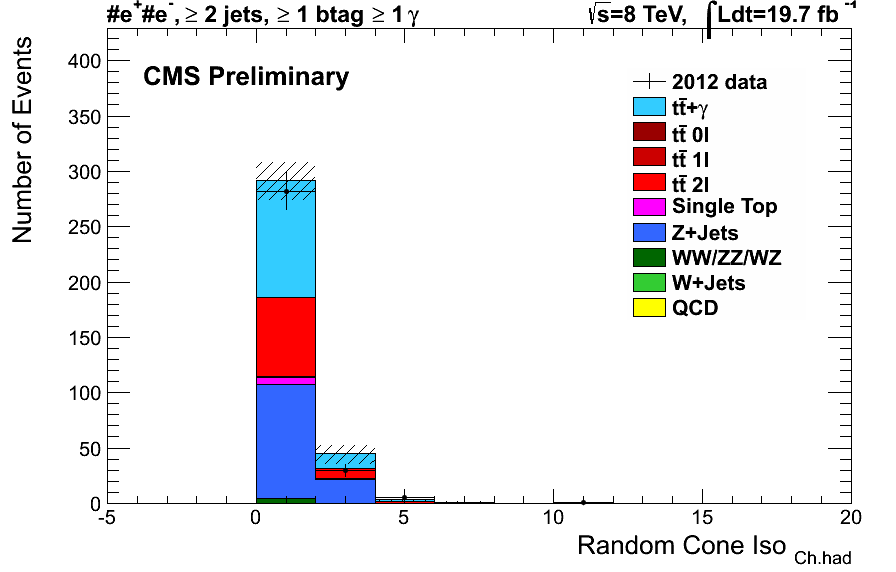 #e⁺#e⁻, ≥ 2 jets, ≥ 1 btag ≥ 1 γ √s=8 TeV, ∫Ldt=19.7 fb⁻¹
CMS Preliminary
2012 data
tt̄+γ
tt̄ 0l
tt̄ 1l
tt̄ 2l
Single Top
Z+Jets
WW/ZZ/WZ
W+Jets
QCD
Number of Events
400
350
300
250
200
150
100
50
0
-5 0 5 10 15 20
Random Cone Iso Ch.had